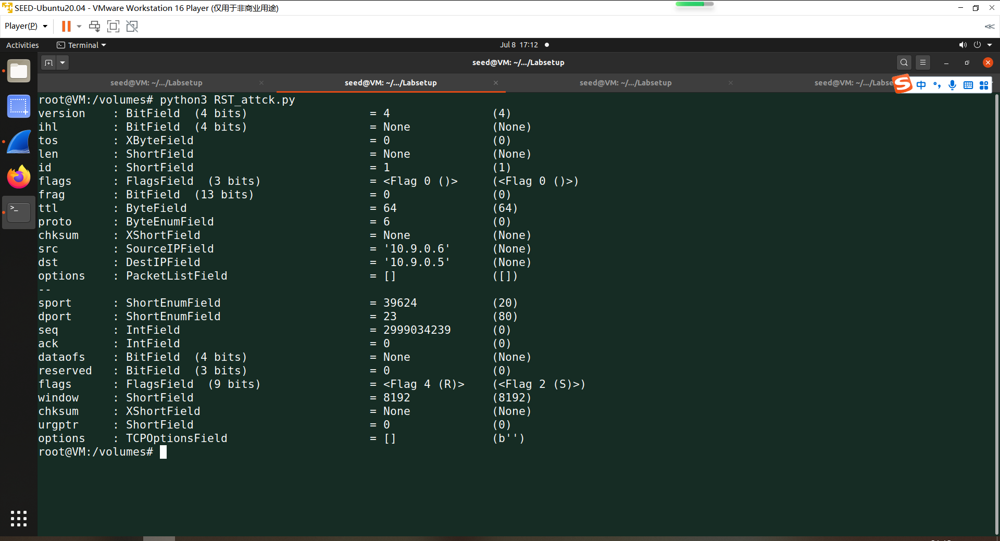 SEED-Ubuntu20.04 - VMware Workstation 16 Player (仅用于非商业用途)
Player(P)
Activities Terminal Jul 8 17:12
seed@VM: ~/.../Labsetup
seed@VM: ~/.../Labsetup seed@VM: ~/.../Labsetup seed@VM: ~/.../Labsetup seed@VM: ~/.../Labse
中
root@VM:/volumes# python3 RST_attck.py
version : BitField (4 bits) = 4 (4)
ihl : BitField (4 bits) = None (None)
tos : XByteField = 0 (0)
len : ShortField = None (None)
id : ShortField = 1 (1)
flags : FlagsField (3 bits) = <Flag 0 ()> (<Flag 0 ()>)
frag : BitField (13 bits) = 0 (0)
ttl : ByteField = 64 (64)
proto : ByteEnumField = 6 (0)
chksum : XShortField = None (None)
src : SourceIPField = '10.9.0.6' (None)
dst : DestIPField = '10.9.0.5' (None)
options : PacketListField = [] ([])
--
sport : ShortEnumField = 39624 (20)
dport : ShortEnumField = 23 (80)
seq : IntField = 2999034239 (0)
ack : IntField = 0 (0)
dataofs : BitField (4 bits) = None (None)
reserved : BitField (3 bits) = 0 (0)
flags : FlagsField (9 bits) = <Flag 4 (R)> (<Flag 2 (S)>)
window : ShortField = 8192 (8192)
chksum : XShortField = None (None)
urgptr : ShortField = 0 (0)
options : TCPOptionsField = [] (b'')
root@VM:/volumes#